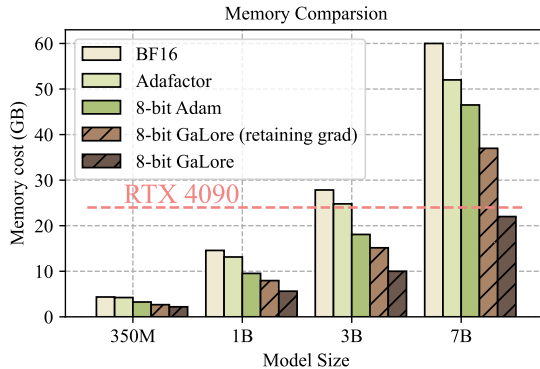 Memory Comparsion
60
50
40
30
20
10
0
Memory cost (GB)
BF16
Adafactor
8-bit Adam
8-bit GaLore (retaining grad)
8-bit GaLore
RTX 4090
350M
1B
3B
7B
Model Size